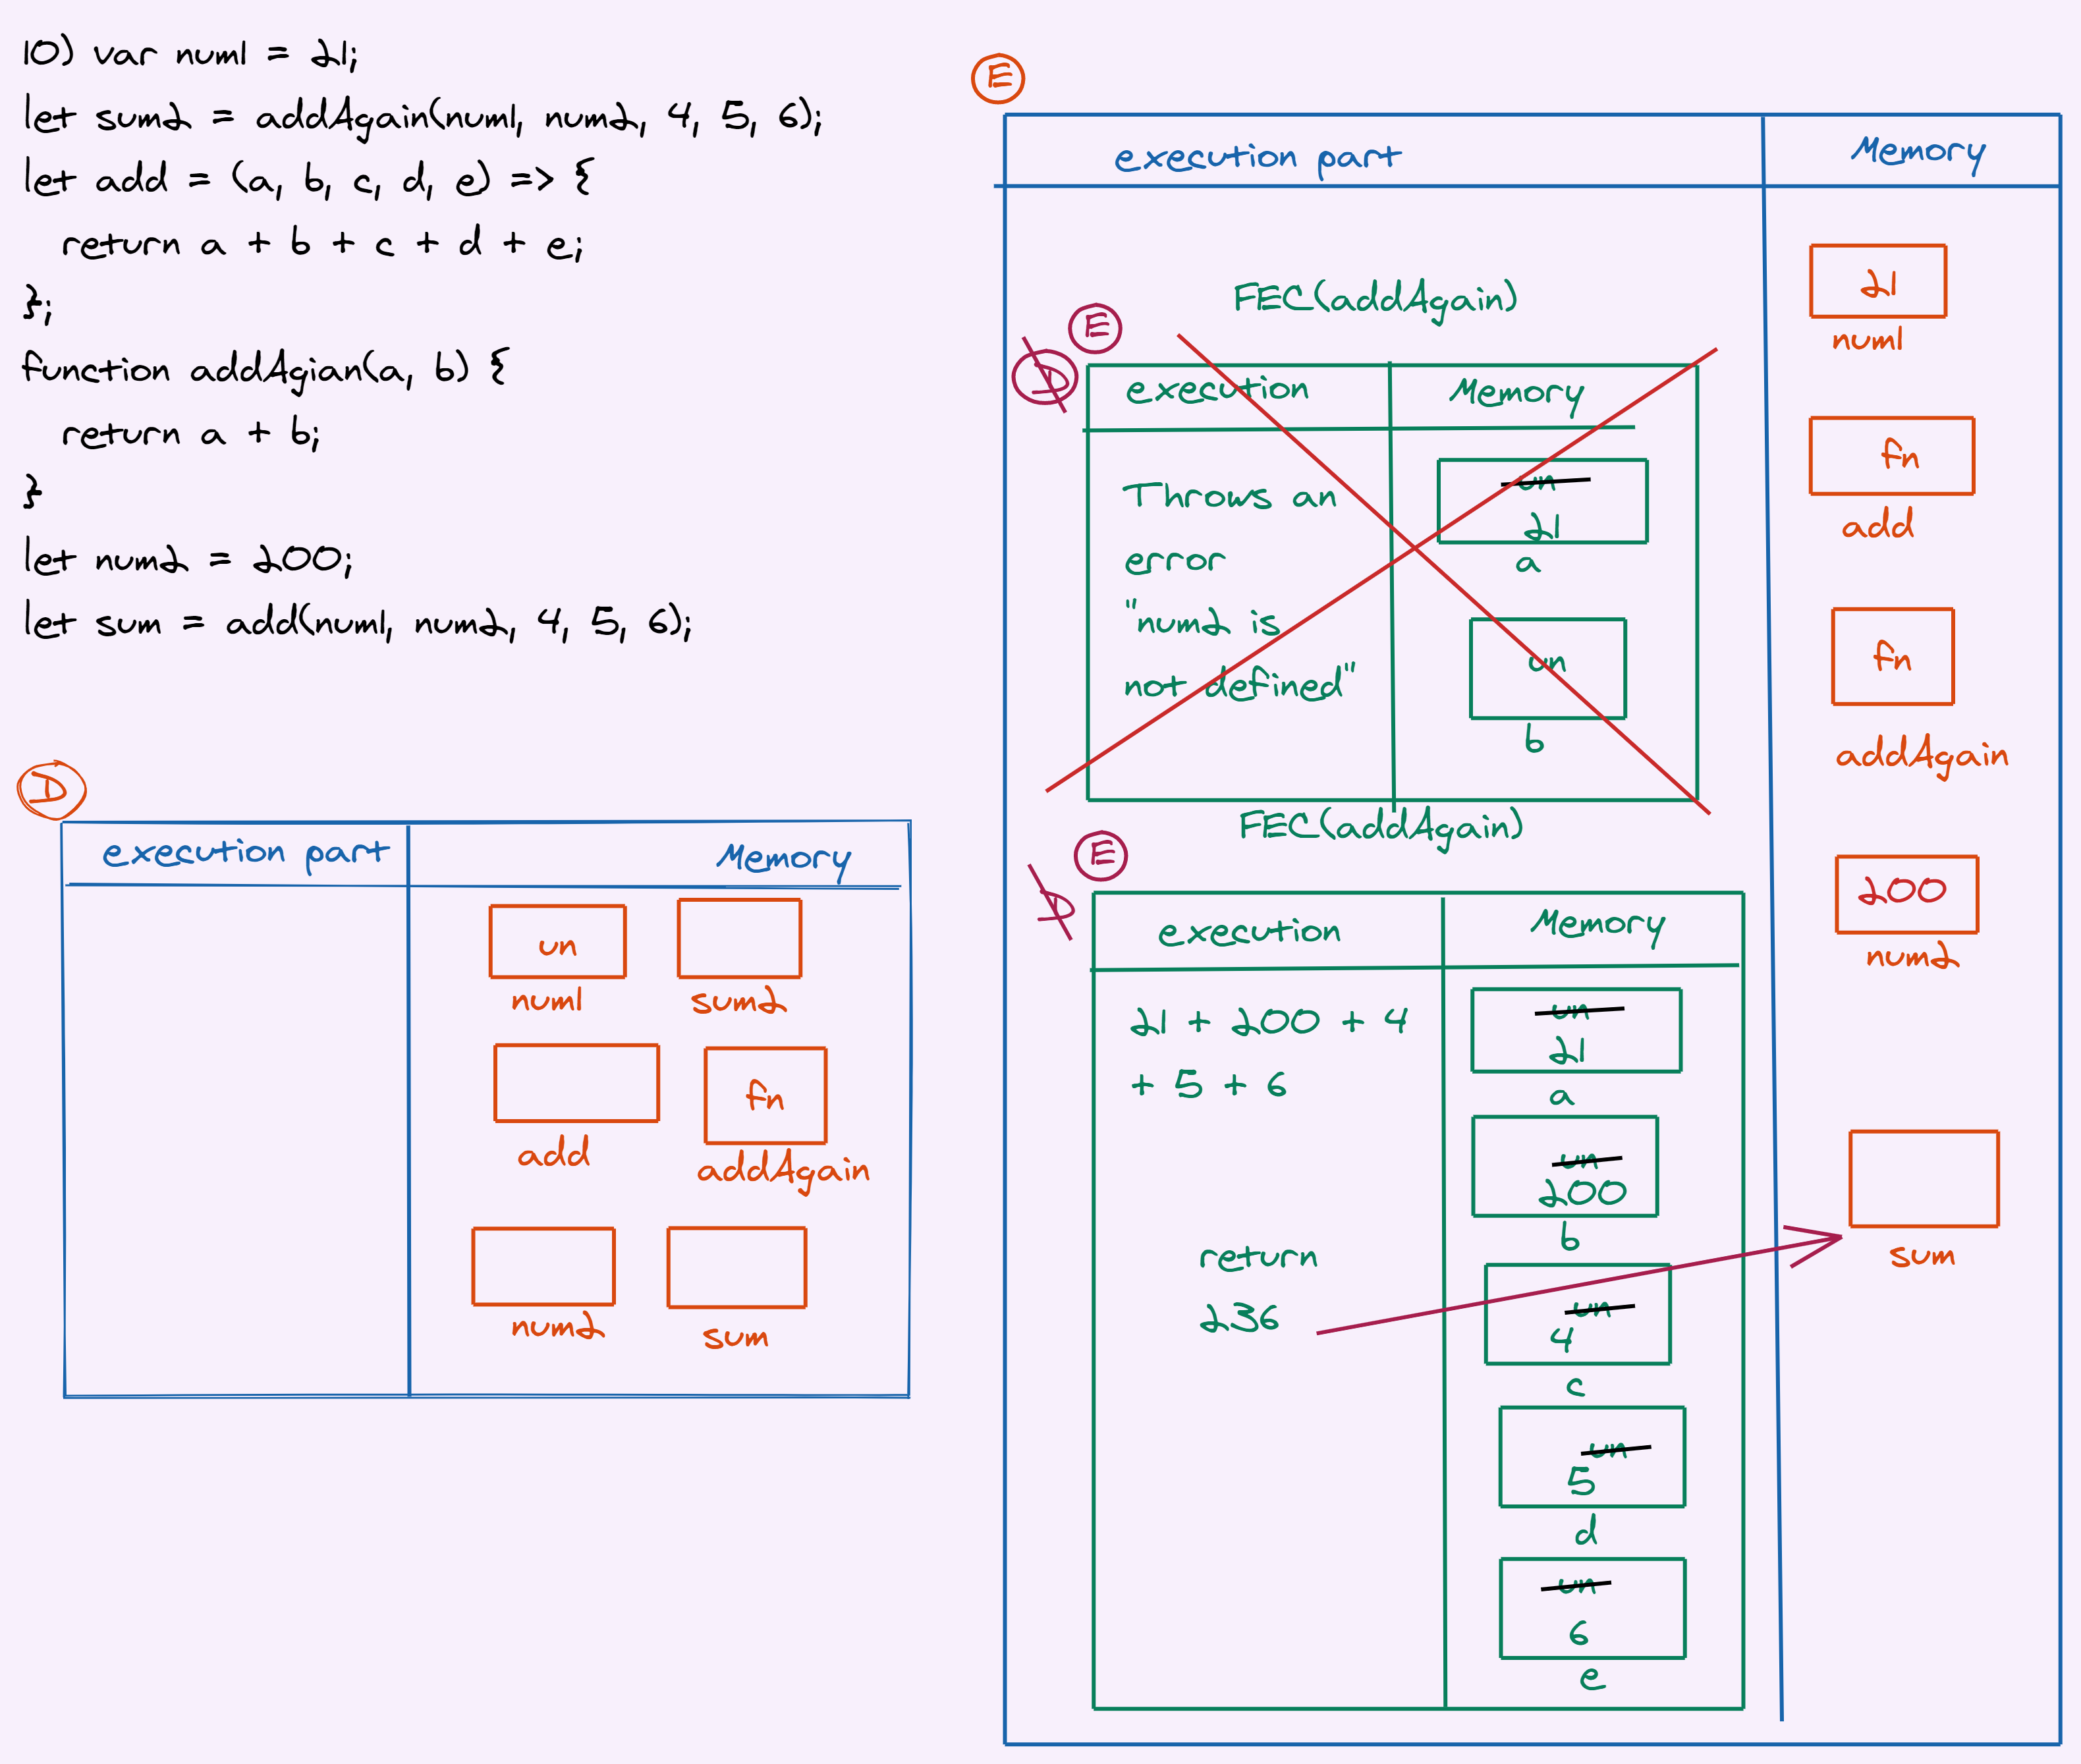 10) var num1 = 21;
let sum2 = addAgain(num1, num2, 4, 5, 6);
let add = (a, b, c, d, e) => {
return a + b + c + d + e;
};
function addAgian(a, b) {
return a + b;
}
let num2 = 200;
let sum = add(num1, num2, 4, 5, 6);
D
execution part
Memory
un
num1
sum2
add
fn
addAgain
num2
sum
E
execution part
Memory
FEC(addAgain)
E
D
execution
Memory
Throws an
error
"num2 is
not defined"
un
21
a
un
b
FEC(addAgain)
E
D
execution
Memory
21 + 200 + 4
+ 5 + 6
return
236
un
21
a
un
200
b
un
4
c
un
5
d
un
6
e
21
num1
fn
add
fn
addAgain
200
num2
sum